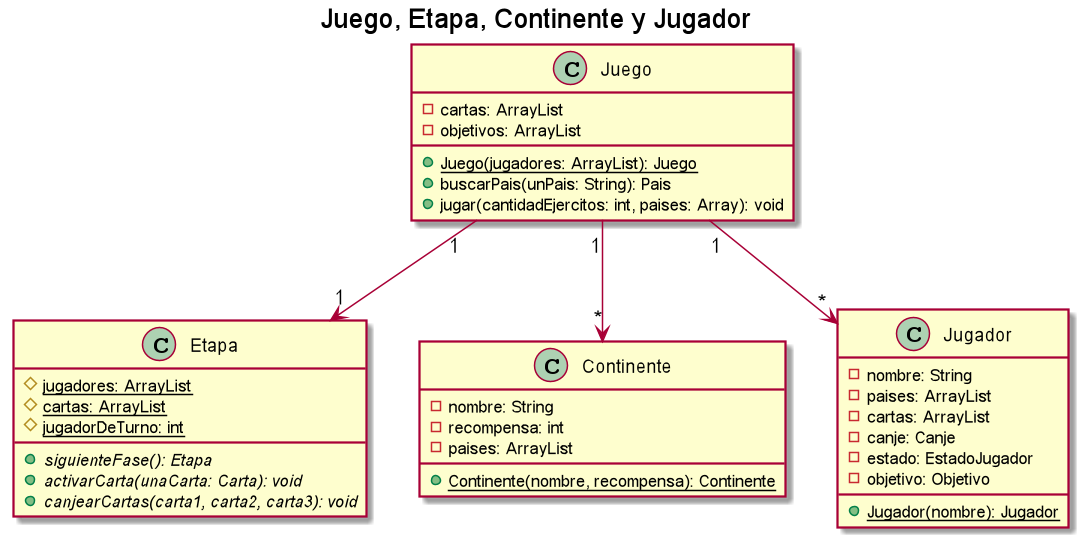 Juego, Etapa, Continente y Jugador
C Juego
cartas: ArrayList
objetivos: ArrayList
Juego(jugadores: ArrayList): Juego
buscarPais(unPais: String): Pais
jugar(cantidadEjercitos: int, paises: Array): void
1
1
1
1
*
*
C Etapa
jugadores: ArrayList
cartas: ArrayList
jugadorDeTurno: int
siguienteFase(): Etapa
activarCarta(unaCarta: Carta): void
canjearCartas(carta1, carta2, carta3): void
C Continente
nombre: String
recompensa: int
paises: ArrayList
Continente(nombre, recompensa): Continente
C Jugador
nombre: String
paises: ArrayList
cartas: ArrayList
canje: Canje
estado: EstadoJugador
objetivo: Objetivo
Jugador(nombre): Jugador